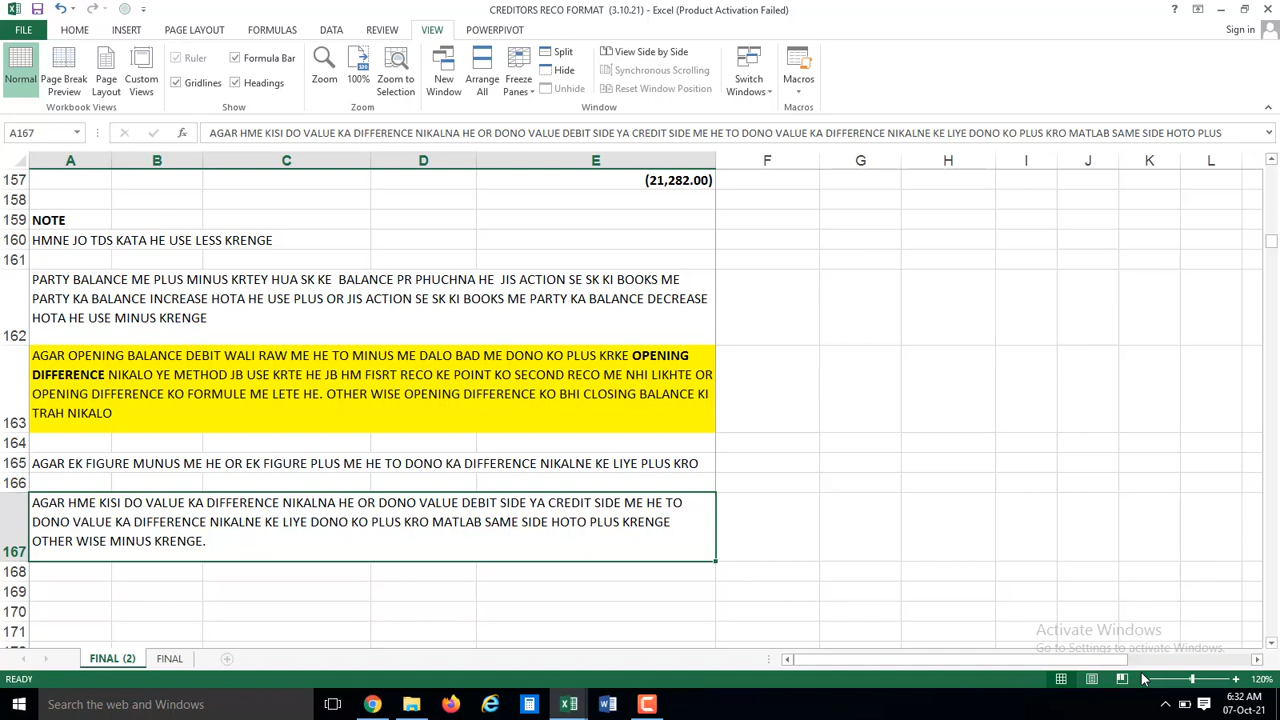 CREDITORS RECO FORMAT (3.10.21) - Excel (Product Activation Failed)
FILE HOME INSERT PAGE LAYOUT FORMULAS DATA REVIEW VIEW POWERPIVOT Sign in
Normal Page Break Preview Page Layout Custom Views
Workbook Views
Ruler Formula Bar
Gridlines Headings
Show
Zoom 100% Zoom to Selection
Zoom
New Window Arrange All Freeze Panes
Split
Hide
Unhide
View Side by Side
Synchronous Scrolling
Reset Window Position
Switch Windows
Window
Macros
Macros
A167 fx AGAR HME KISI DO VALUE KA DIFFERENCE NIKALNA HE OR DONO VALUE DEBIT SIDE YA CREDIT SIDE ME HE TO DONO VALUE KA DIFFERENCE NIKALNE KE LIYE DONO KO PLUS KRO MATLAB SAME SIDE HOTO PLUS
A B C D E F G H I J K L
157 (21,282.00)
158
159 NOTE
160 HMNE JO TDS KATA HE USE LESS KRENGE
161
PARTY BALANCE ME PLUS MINUS KRTEY HUA SK KE  BALANCE PR PHUCHNA HE  JIS ACTION SE SK KI BOOKS ME
PARTY KA BALANCE INCREASE HOTA HE USE PLUS OR JIS ACTION SE SK KI BOOKS ME PARTY KA BALANCE DECREASE
HOTA HE USE MINUS KRENGE
162
AGAR OPENING BALANCE DEBIT WALI RAW ME HE TO MINUS ME DALO BAD ME DONO KO PLUS KRKE OPENING
DIFFERENCE NIKALO YE METHOD JB USE KRTE HE JB HM FISRT RECO KE POINT KO SECOND RECO ME NHI LIKHTE OR
OPENING DIFFERENCE KO FORMULE ME LETE HE. OTHER WISE OPENING DIFFERENCE KO BHI CLOSING BALANCE KI
TRAH NIKALO
163
164
165 AGAR EK FIGURE MUNUS ME HE OR EK FIGURE PLUS ME HE TO DONO KA DIFFERENCE NIKALNE KE LIYE PLUS KRO
166
AGAR HME KISI DO VALUE KA DIFFERENCE NIKALNA HE OR DONO VALUE DEBIT SIDE YA CREDIT SIDE ME HE TO
DONO VALUE KA DIFFERENCE NIKALNE KE LIYE DONO KO PLUS KRO MATLAB SAME SIDE HOTO PLUS KRENGE
OTHER WISE MINUS KRENGE.
167
168
169
170
171
Activate Windows
Go to Settings to activate Windows.
FINAL (2) FINAL
READY 120%
Search the web and Windows
6:32 AM
07-Oct-21